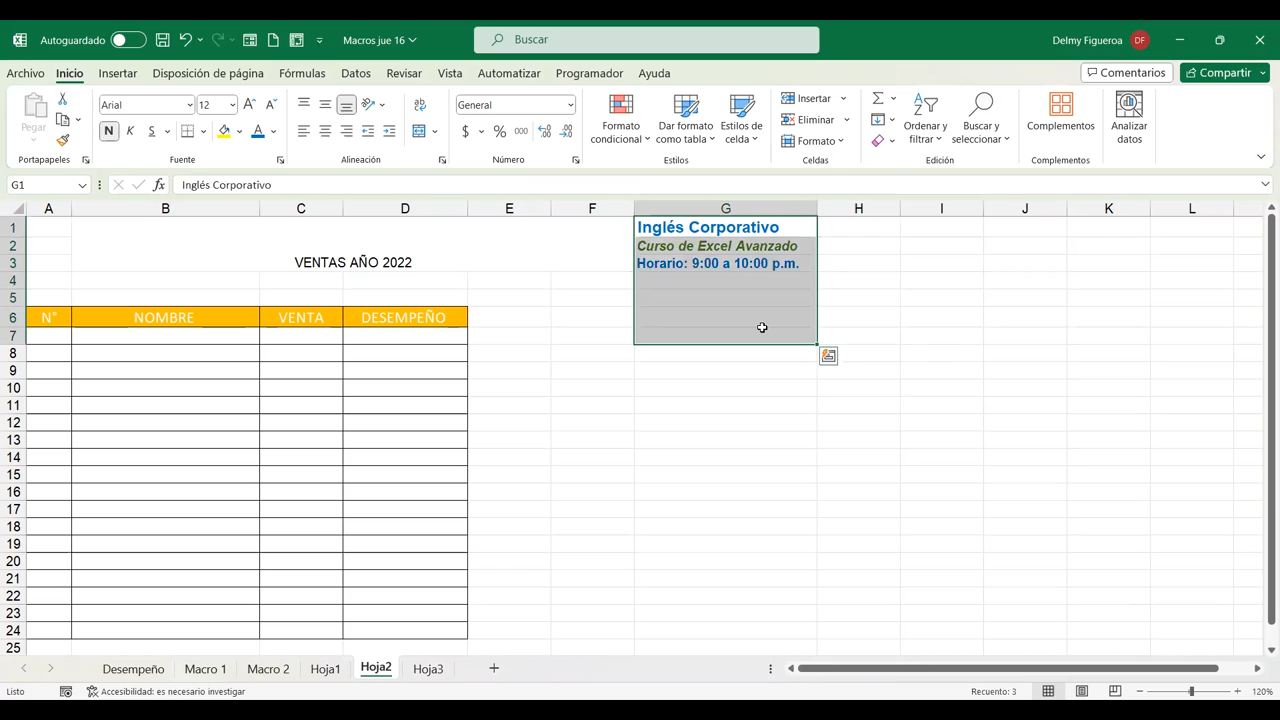 Autoguardado
Macros jue 16
Buscar
Delmy Figueroa
DF
Archivo Inicio Insertar Disposición de página Fórmulas Datos Revisar Vista Automatizar Programador Ayuda
Comentarios
Compartir
Pegar
Arial
12
N K S
General
$ % 000
Formato condicional
Dar formato como tabla
Estilos de celda
Insertar
Eliminar
Formato
Ordenar y filtrar
Buscar y seleccionar
Complementos
Analizar datos
Portapapeles Fuente Alineación Número Estilos Celdas Edición Complementos
G1
fx
Inglés Corporativo
A B C D E F G H I J K L
1 Inglés Corporativo
2 Curso de Excel Avanzado
3 VENTAS AÑO 2022 Horario: 9:00 a 10:00 p.m.
4
5
6 N° NOMBRE VENTA DESEMPEÑO
7
8
9
10
11
12
13
14
15
16
17
18
19
20
21
22
23
24
25
Desempeño Macro 1 Macro 2 Hoja1 Hoja2 Hoja3
Listo
Accesibilidad: es necesario investigar
Recuento: 3
120%